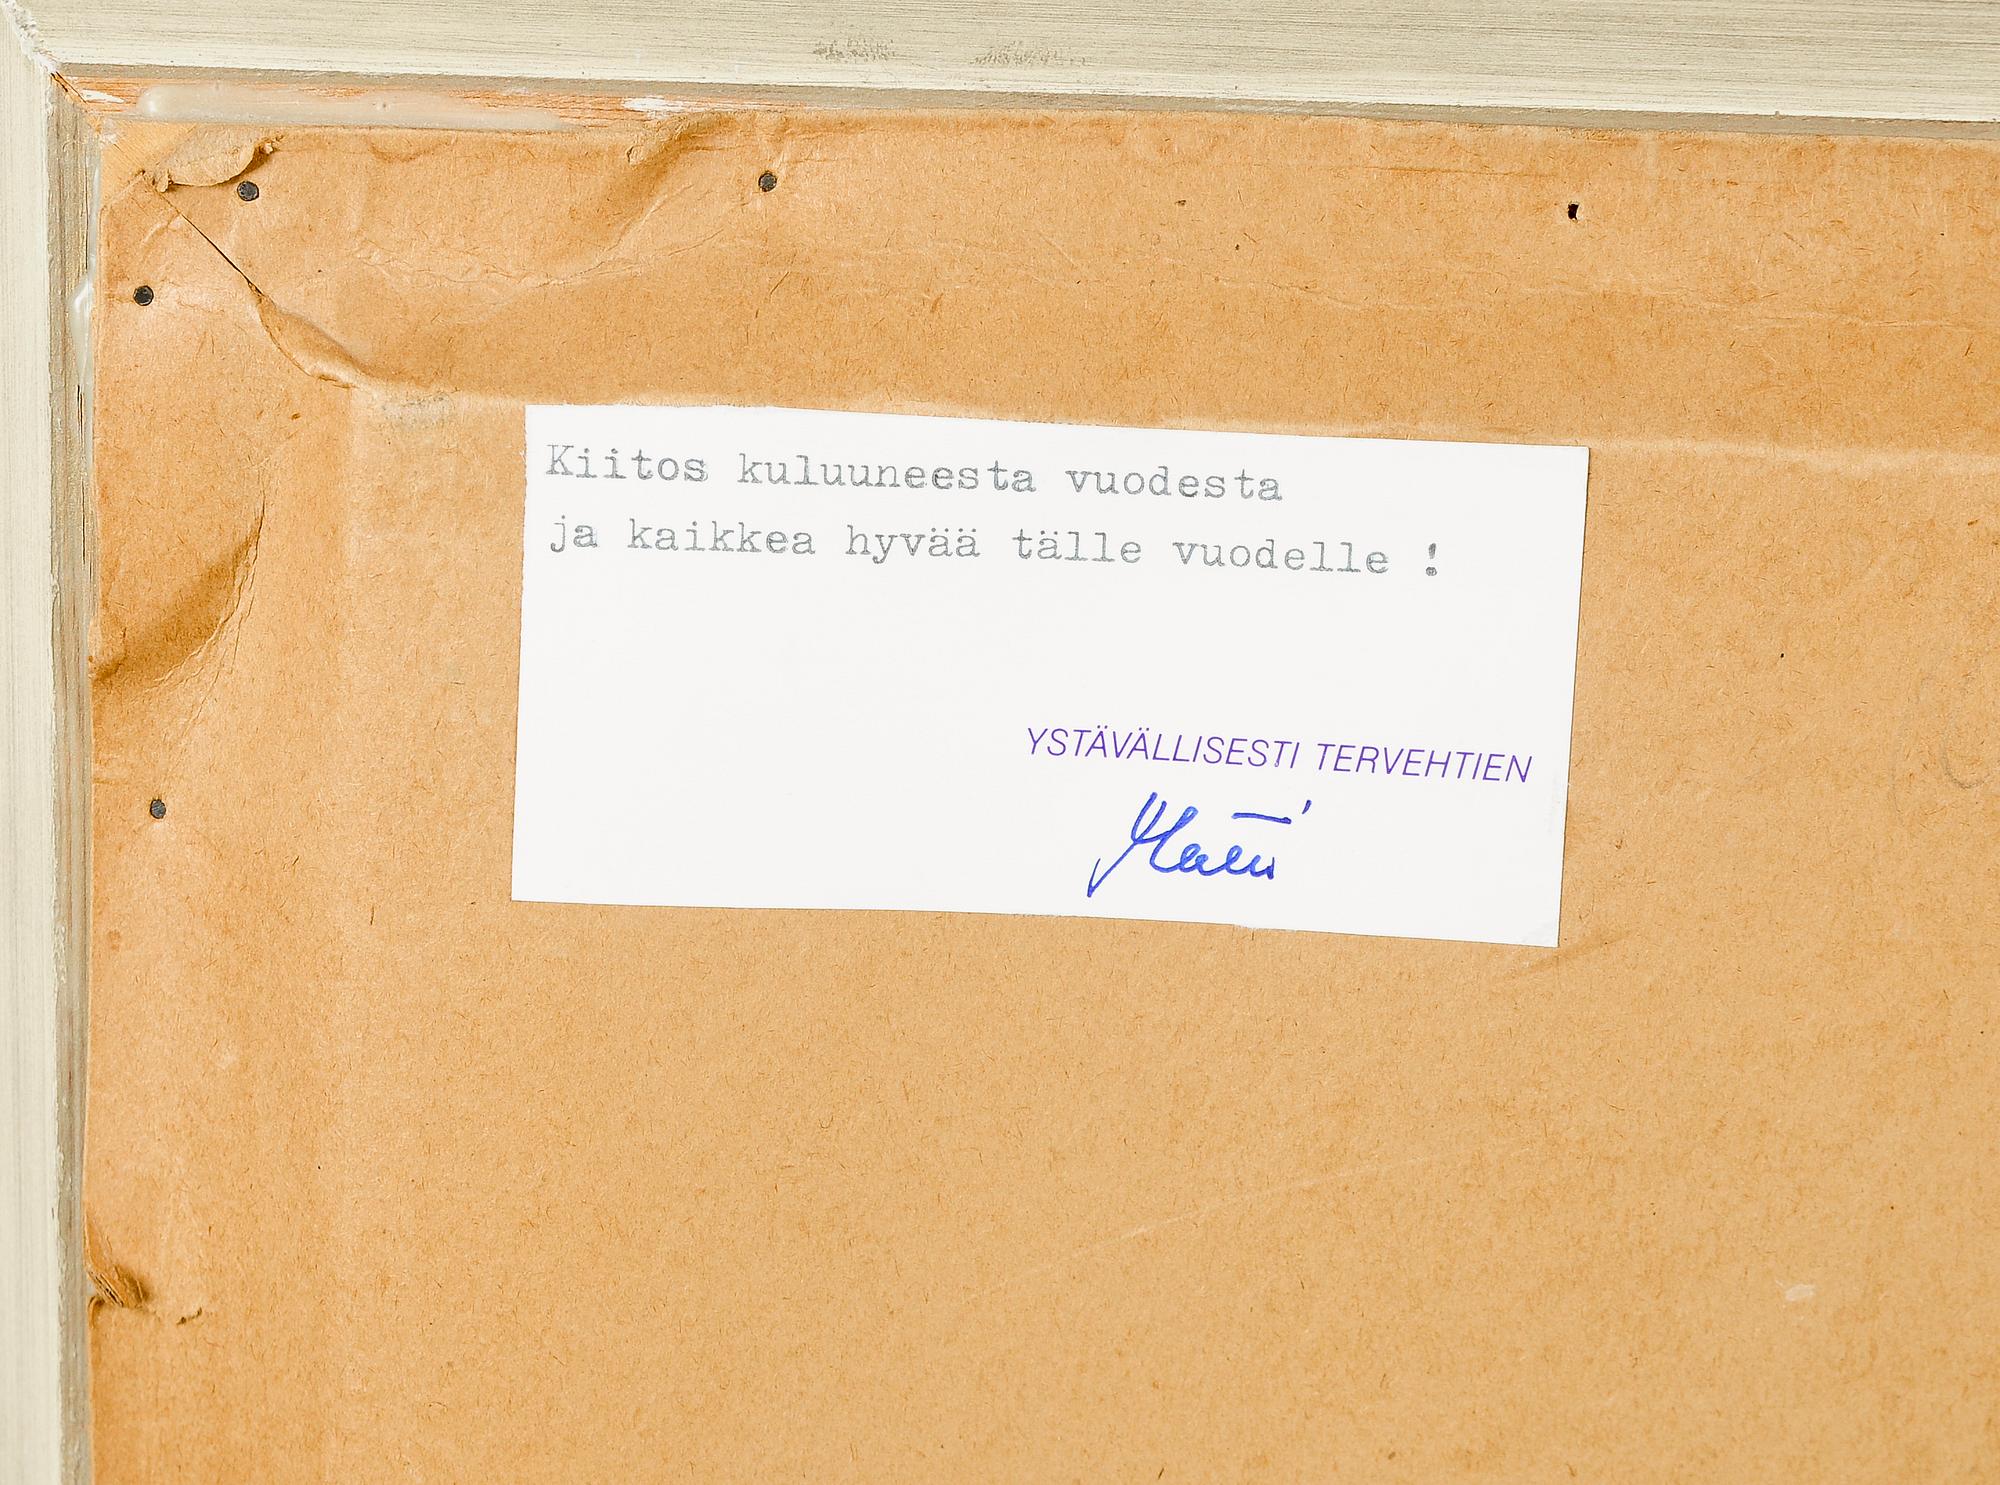 Kiitos kuluuneesta vuodesta
ja kaikkea hyvää tälle vuodelle !
YSTÄVÄLLISESTI TERVEHTIEN